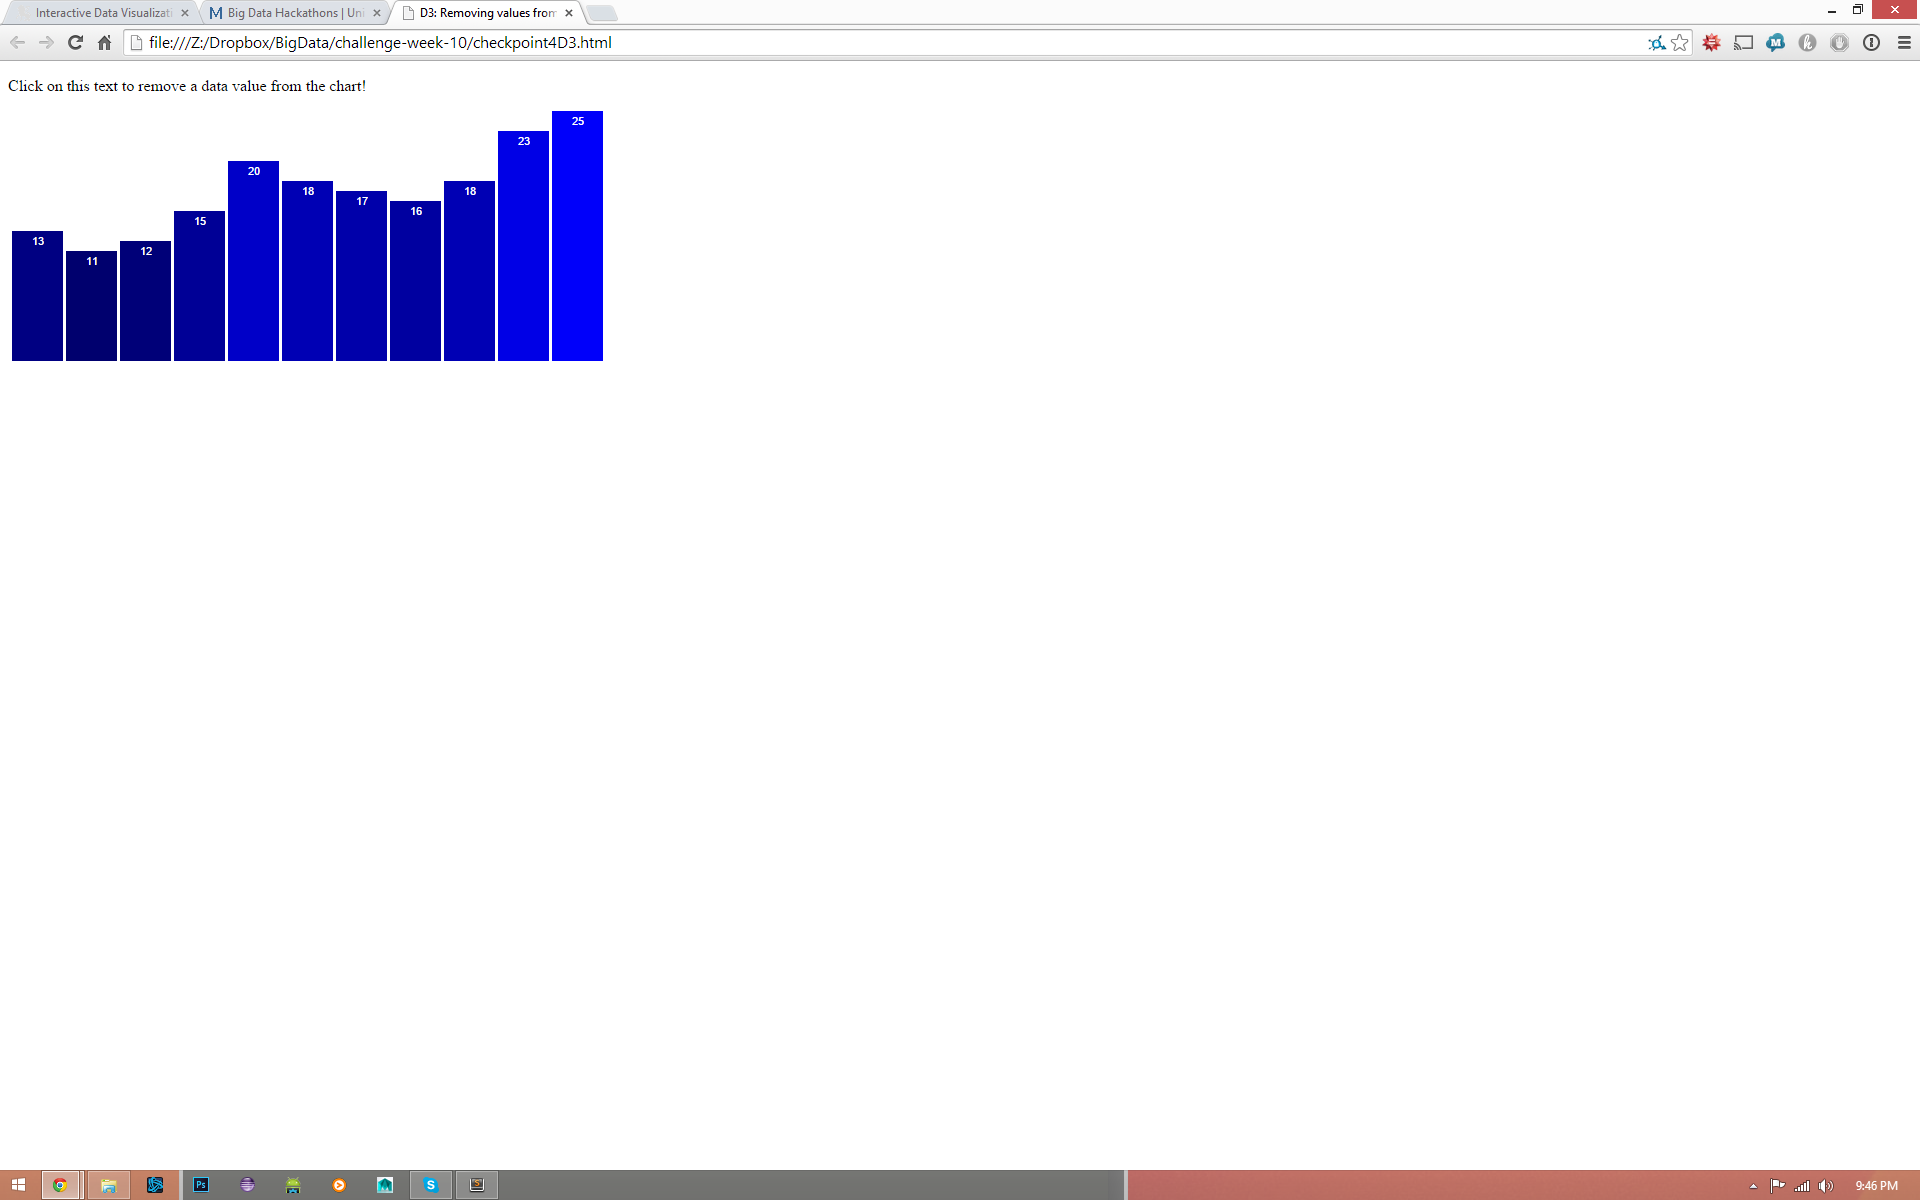 Interactive Data Visualizati
M Big Data Hackathons | Uni
D3: Removing values from
file:///Z:/Dropbox/BigData/challenge-week-10/checkpoint4D3.html
Click on this text to remove a data value from the chart!
13
11
12
15
20
18
17
16
18
23
25
Ps
9:46 PM